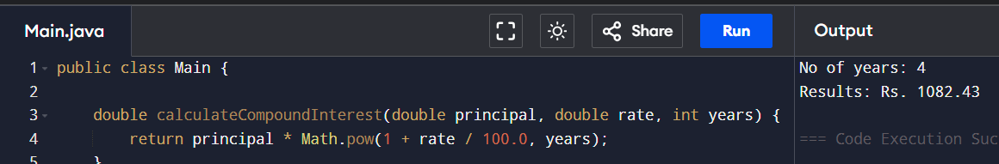 Main.java
Share
Run
Output
1 public class Main {
2
3 double calculateCompoundInterest(double principal, double rate, int years) {
4 return principal * Math.pow(1 + rate / 100.0, years);
5 }
No of years: 4
Results: Rs. 1082.43
=== Code Execution Suc